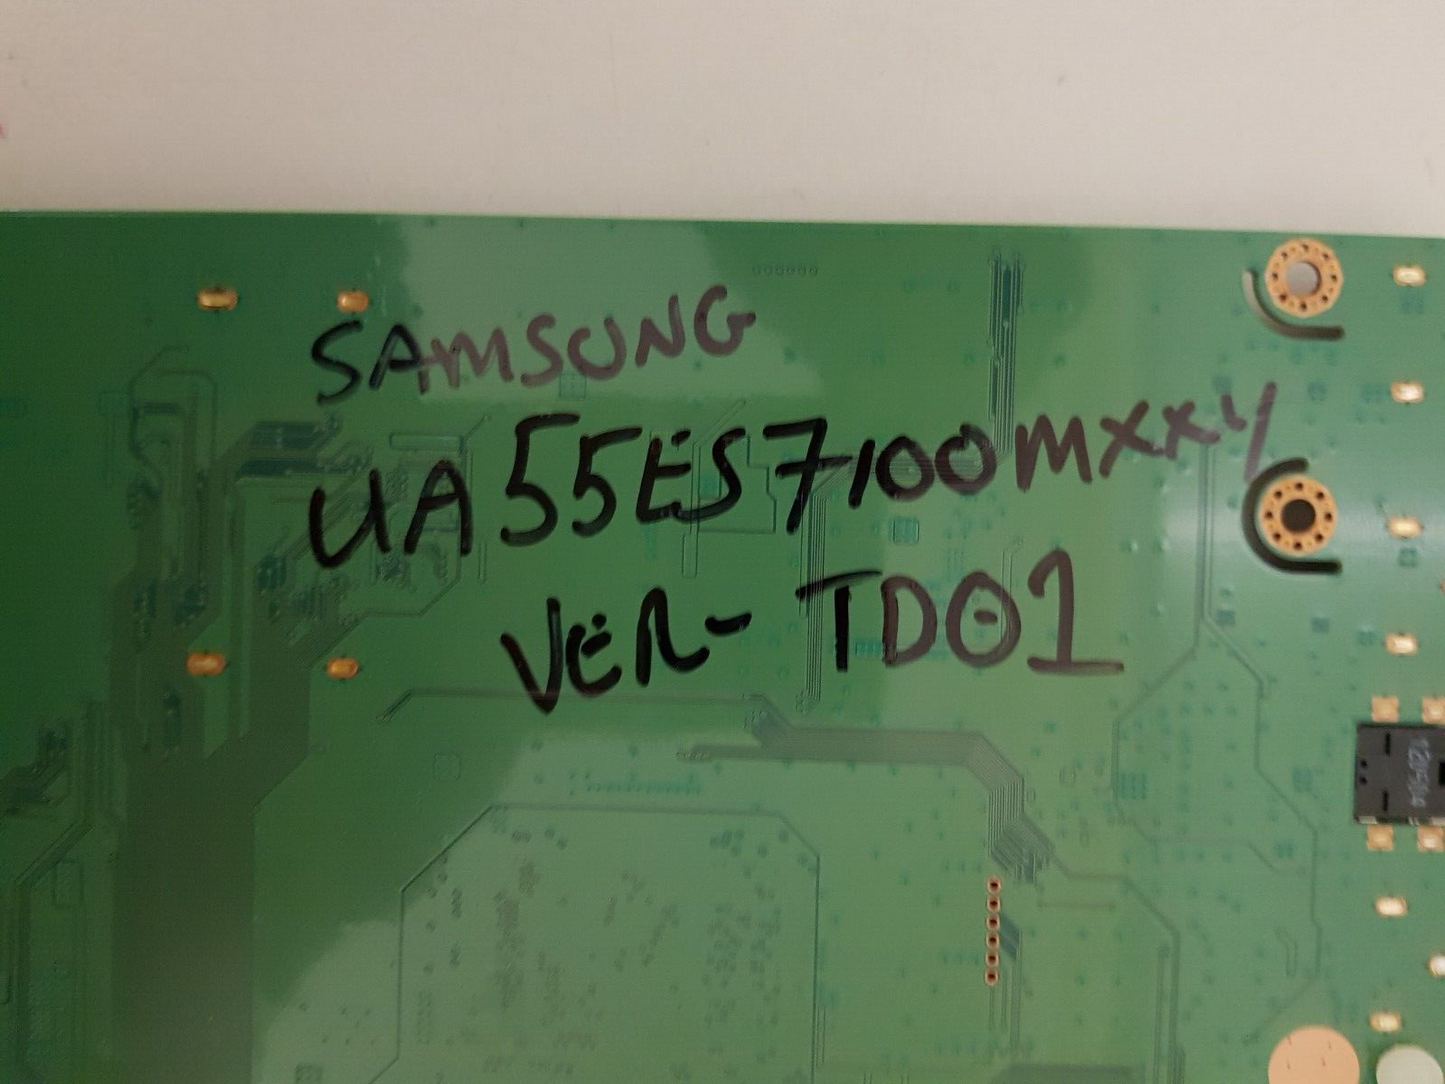 SAMSUNG
UA55ES7100MXXY
VER- TD01